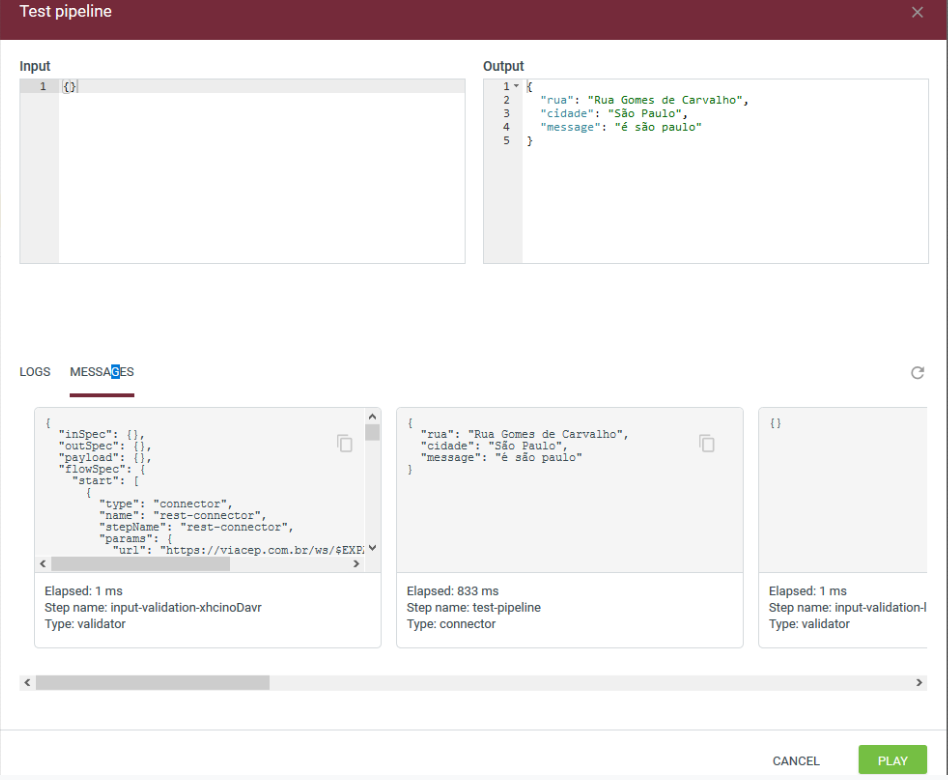 Test pipeline
Input
Output
1 {}
1 {
2 "rua": "Rua Gomes de Carvalho",
3 "cidade": "São Paulo",
4 "message": "é são paulo"
5 }
LOGS MESSAGES
{
"inSpec": {},
"outSpec": {},
"payload": {},
"flowSpec": {
"start": [
{
"type": "connector",
"name": "rest-connector",
"stepName": "rest-connector",
"params": {
"url": "https://viacep.com.br/ws/$EXP
Elapsed: 1 ms
Step name: input-validation-xhcinoDavr
Type: validator
{
"rua": "Rua Gomes de Carvalho",
"cidade": "São Paulo",
"message": "é são paulo"
}
Elapsed: 833 ms
Step name: test-pipeline
Type: connector
{}
Elapsed: 1 ms
Step name: input-validation-
Type: validator
CANCEL
PLAY